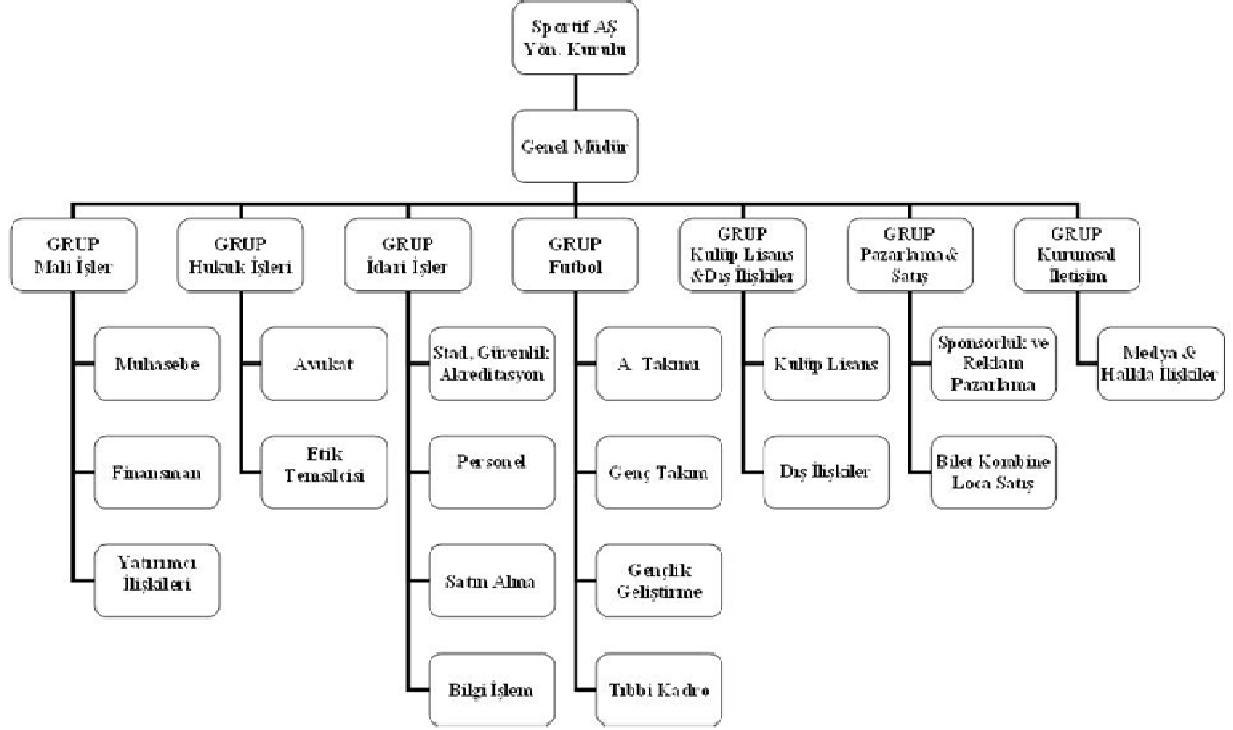 Sportif AŞ
Yön. Kurulu
Genel Müdür
GRUP
Mali İşler
GRUP
Hukuk İşleri
GRUP
İdari İşler
GRUP
Futbol
GRUP
Kulüp Lisans
&Dış İlişkiler
GRUP
Pazarlama&
Satış
GRUP
Kurumsal
İletişim
Muhasebe
Avukat
Stad, Güvenlik
Akreditasyon
A. Takımı
Kulüp Lisans
Sponsorluk ve
Reklam
Pazarlama
Medya &
Halkla İlişkiler
Finansman
Etik
Temsilcisi
Personel
Genç Takım
Dış İlişkiler
Bilet Kombine
Loca Satış
Yatırımcı
İlişkileri
Satın Alma
Gençlik
Geliştirme
Bilgi İşlem
Tıbbi Kadro